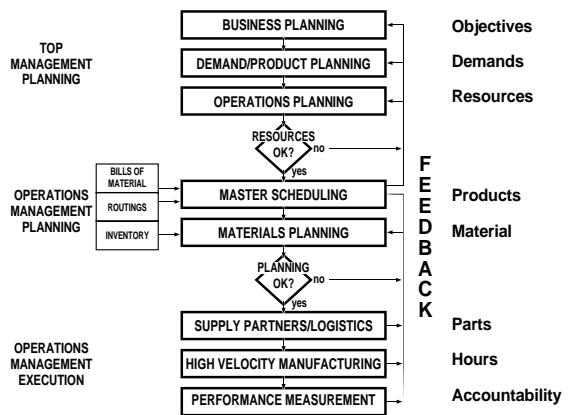 BUSINESS PLANNING
Objectives
TOP
MANAGEMENT
PLANNING
DEMAND/PRODUCT PLANNING
Demands
OPERATIONS PLANNING
Resources
RESOURCES
OK?
no
yes
BILLS OF
MATERIAL
ROUTINGS
INVENTORY
OPERATIONS
MANAGEMENT
PLANNING
MASTER SCHEDULING
Products
MATERIALS PLANNING
Material
PLANNING
OK?
no
yes
F
E
E
D
B
A
C
K
OPERATIONS
MANAGEMENT
EXECUTION
SUPPLY PARTNERS/LOGISTICS
Parts
HIGH VELOCITY MANUFACTURING
Hours
PERFORMANCE MEASUREMENT
Accountability